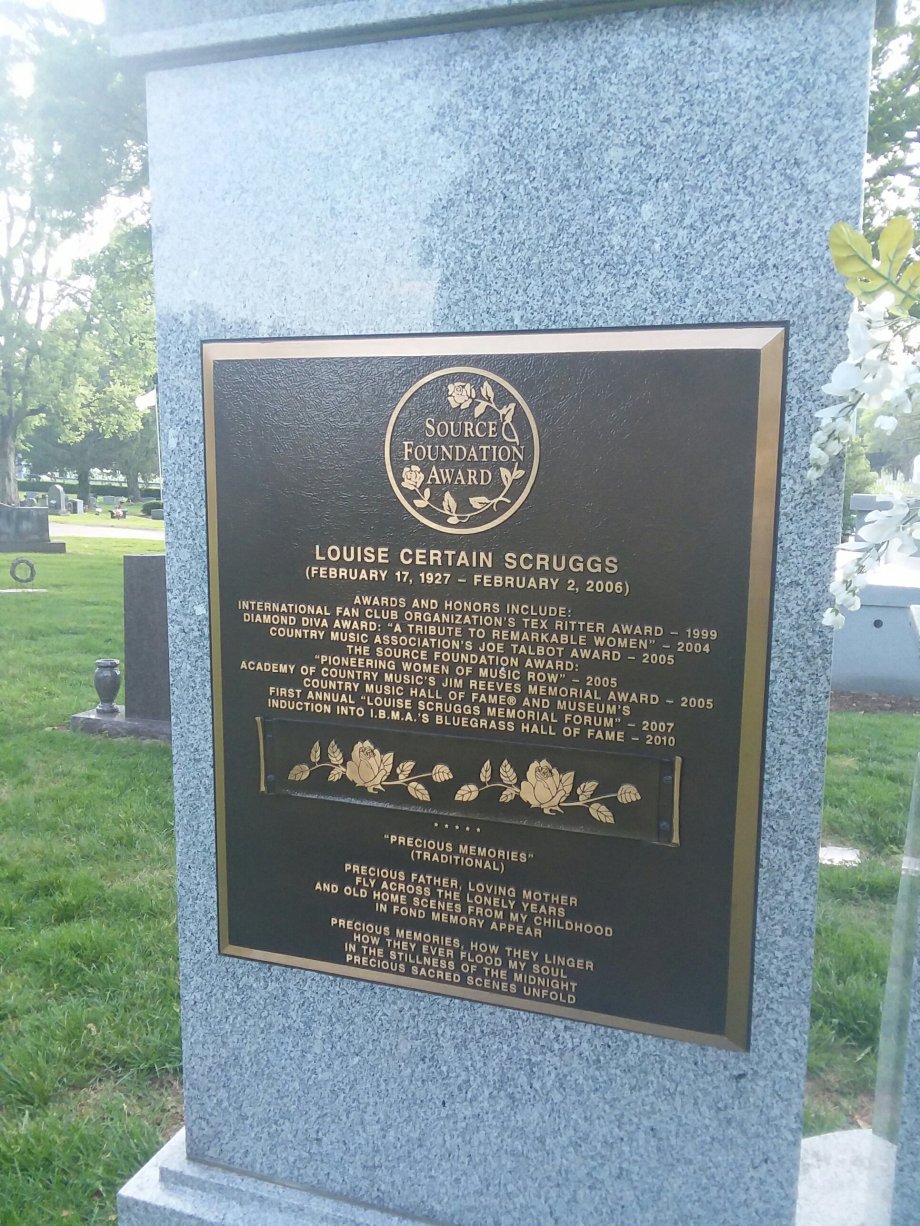 SOURCE
FOUNDATION
AWARD
LOUISE CERTAIN SCRUGGS
(FEBRUARY 17, 1927 – FEBRUARY 2, 2006)
AWARDS AND HONORS INCLUDE:
INTERNATIONAL FAN CLUB ORGANIZATION'S TEX RITTER AWARD – 1999
DIAMOND DIVA AWARD: "A TRIBUTE TO REMARKABLE WOMEN" – 2004
COUNTRY MUSIC ASSOCIATION'S JOE TALBOT AWARD – 2005
THE SOURCE FOUNDATION AWARD:
"PIONEERING WOMEN OF MUSIC ROW" – 2005
ACADEMY OF COUNTRY MUSIC'S JIM REEVES MEMORIAL AWARD – 2005
COUNTRY MUSIC HALL OF FAME® AND MUSEUM'S
FIRST ANNUAL "LOUISE SCRUGGS MEMORIAL FORUM" – 2007
INDUCTION INTO I.B.M.A.'S BLUEGRASS HALL OF FAME – 2010
* * * * *
"PRECIOUS MEMORIES"
(TRADITIONAL)
PRECIOUS FATHER, LOVING MOTHER
FLY ACROSS THE LONELY YEARS
AND OLD HOME SCENES FROM MY CHILDHOOD
IN FOND MEMORY APPEAR
PRECIOUS MEMORIES, HOW THEY LINGER
HOW THEY EVER FLOOD MY SOUL
IN THE STILLNESS OF THE MIDNIGHT
PRECIOUS SACRED SCENES UNFOLD